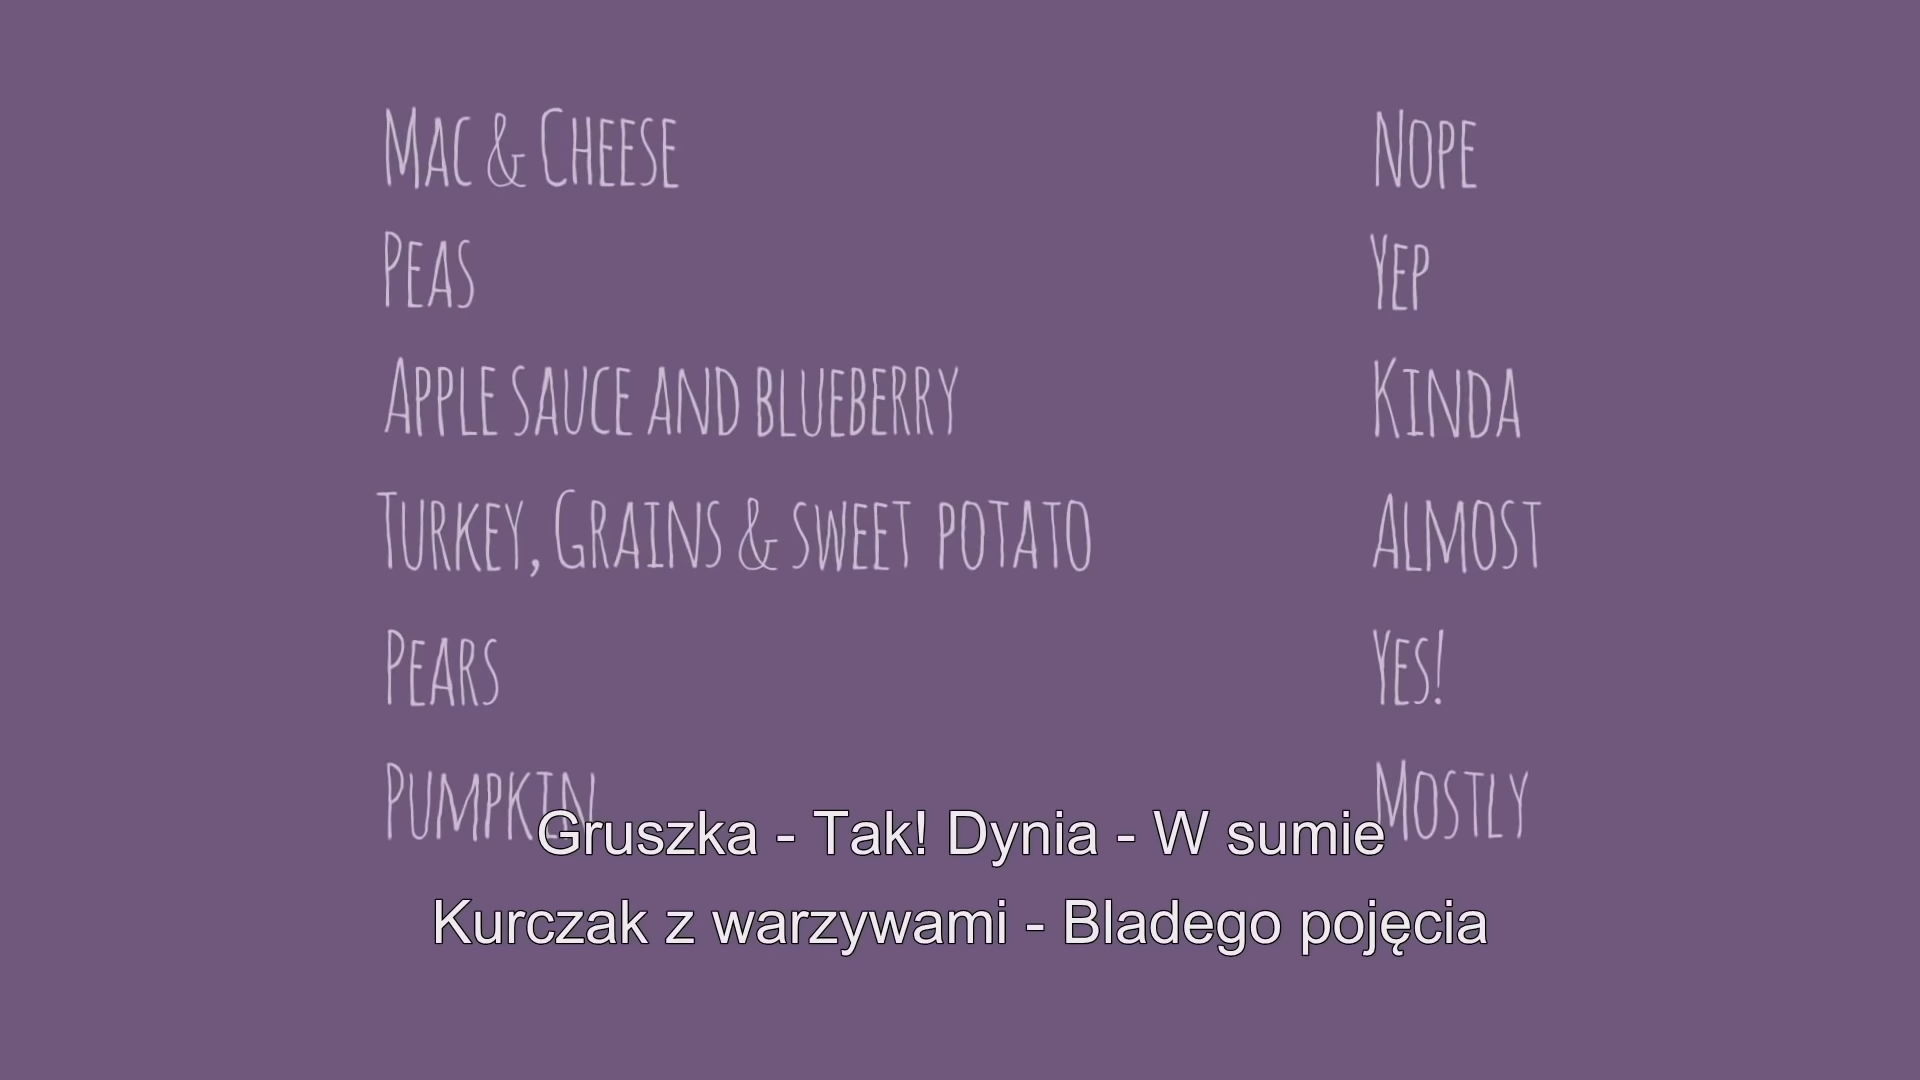 Mac & Cheese Nope
Peas Yep
Apple sauce and blueberry Kinda
Turkey, Grains & sweet potato Almost
Pears Yes!
Pumpkin Mostly
Gruszka - Tak! Dynia - W sumie
Kurczak z warzywami - Bladego pojęcia